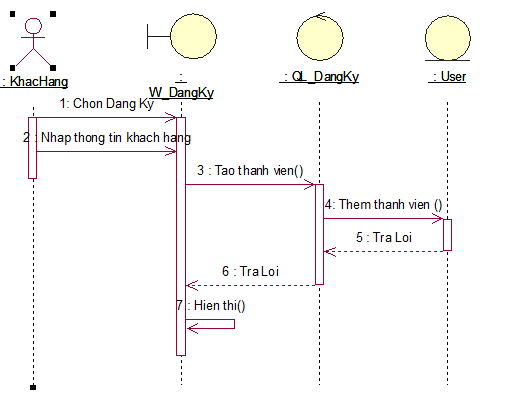 : KhacHang
:
W_DangKy
: QL_DangKy
: User
1: Chon Dang Ky
2 : Nhap thong tin khach hang
3 : Tao thanh vien()
4: Them thanh vien ()
5 : Tra Loi
6 : Tra Loi
7 : Hien thi()